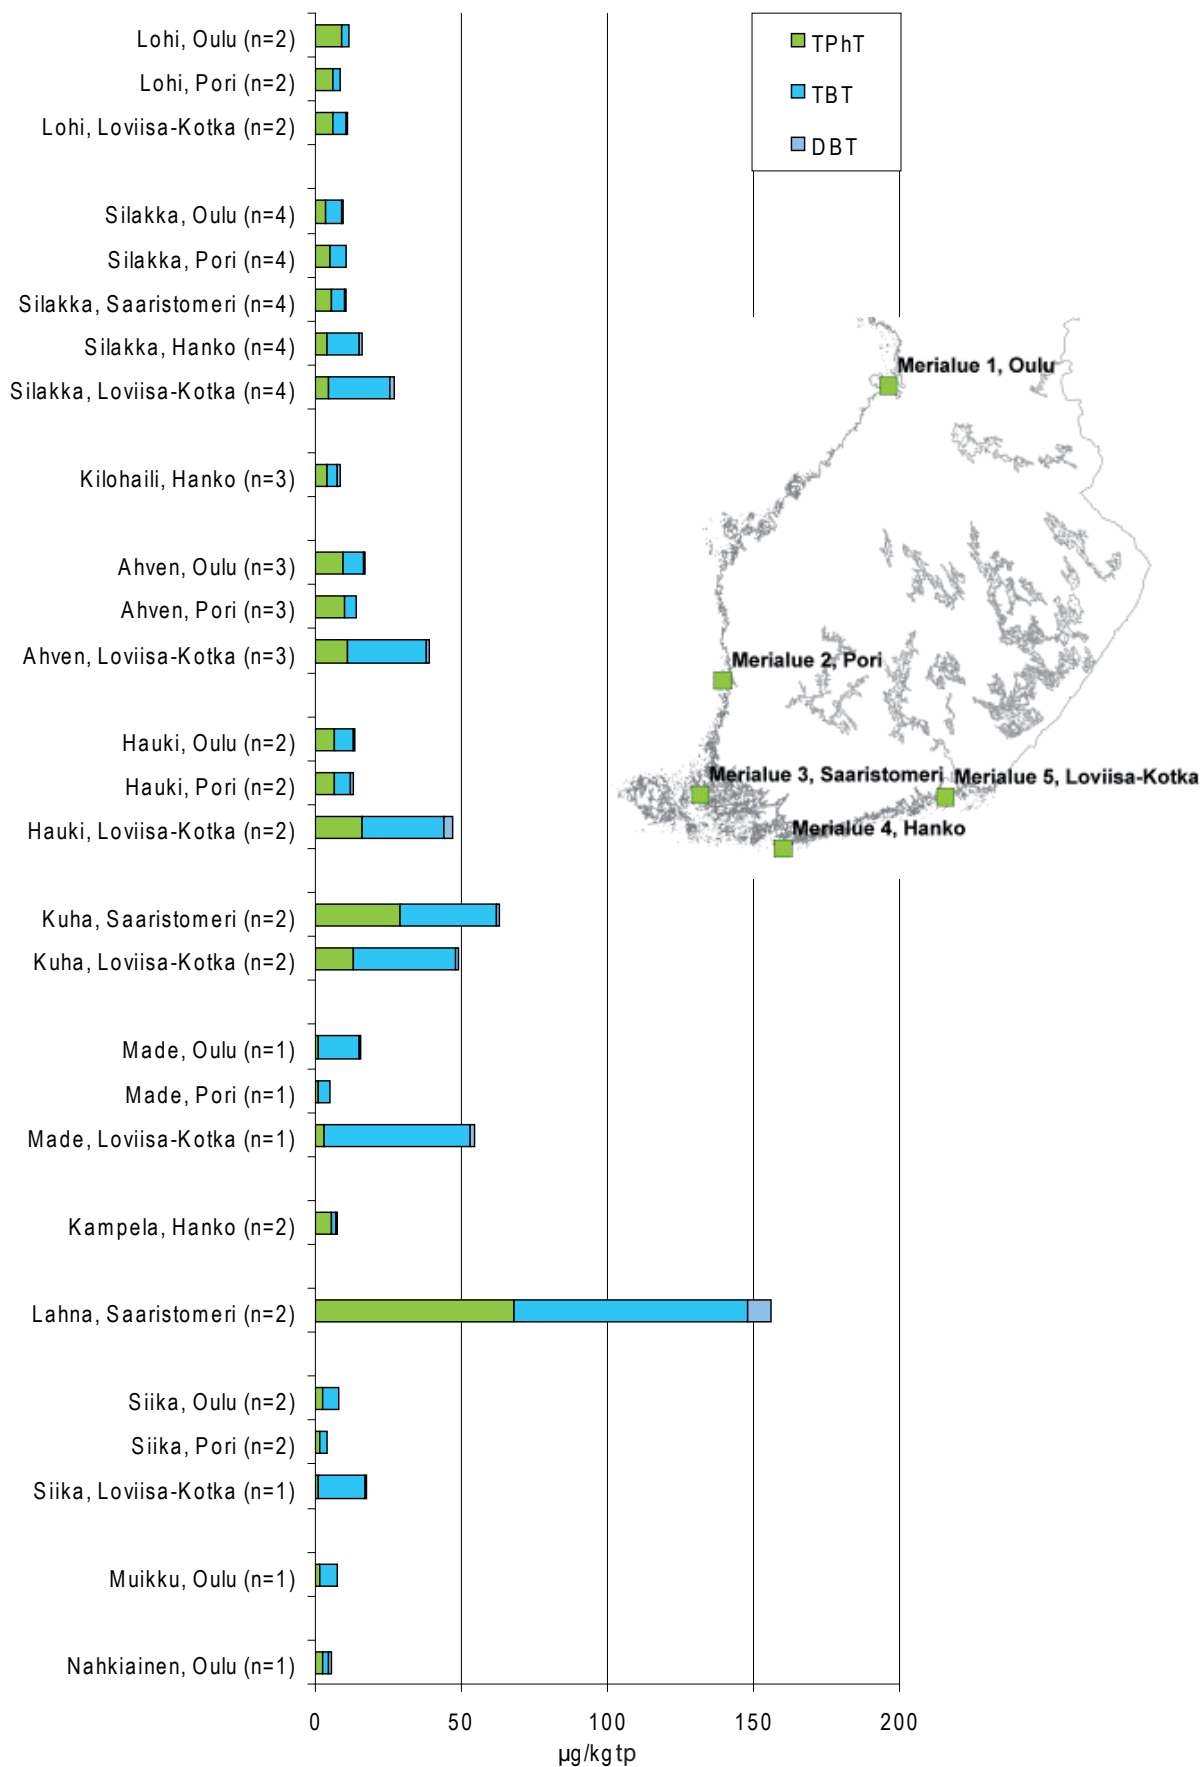 Lohi, Oulu (n=2)
Lohi, Pori (n=2)
Lohi, Loviisa-Kotka (n=2)
Silakka, Oulu (n=4)
Silakka, Pori (n=4)
Silakka, Saaristomeri (n=4)
Silakka, Hanko (n=4)
Silakka, Loviisa-Kotka (n=4)
Kilohaili, Hanko (n=3)
Ahven, Oulu (n=3)
Ahven, Pori (n=3)
Ahven, Loviisa-Kotka (n=3)
Hauki, Oulu (n=2)
Hauki, Pori (n=2)
Hauki, Loviisa-Kotka (n=2)
Kuha, Saaristomeri (n=2)
Kuha, Loviisa-Kotka (n=2)
Made, Oulu (n=1)
Made, Pori (n=1)
Made, Loviisa-Kotka (n=1)
Kampela, Hanko (n=2)
Lahna, Saaristomeri (n=2)
Siika, Oulu (n=2)
Siika, Pori (n=2)
Siika, Loviisa-Kotka (n=1)
Muikku, Oulu (n=1)
Nahkiainen, Oulu (n=1)
0 50 100 150 200
µg/kg tp
TPhT
TBT
DBT
Merialue 1, Oulu
Merialue 2, Pori
Merialue 3, Saaristomeri
Merialue 5, Loviisa-Kotka
Merialue 4, Hanko